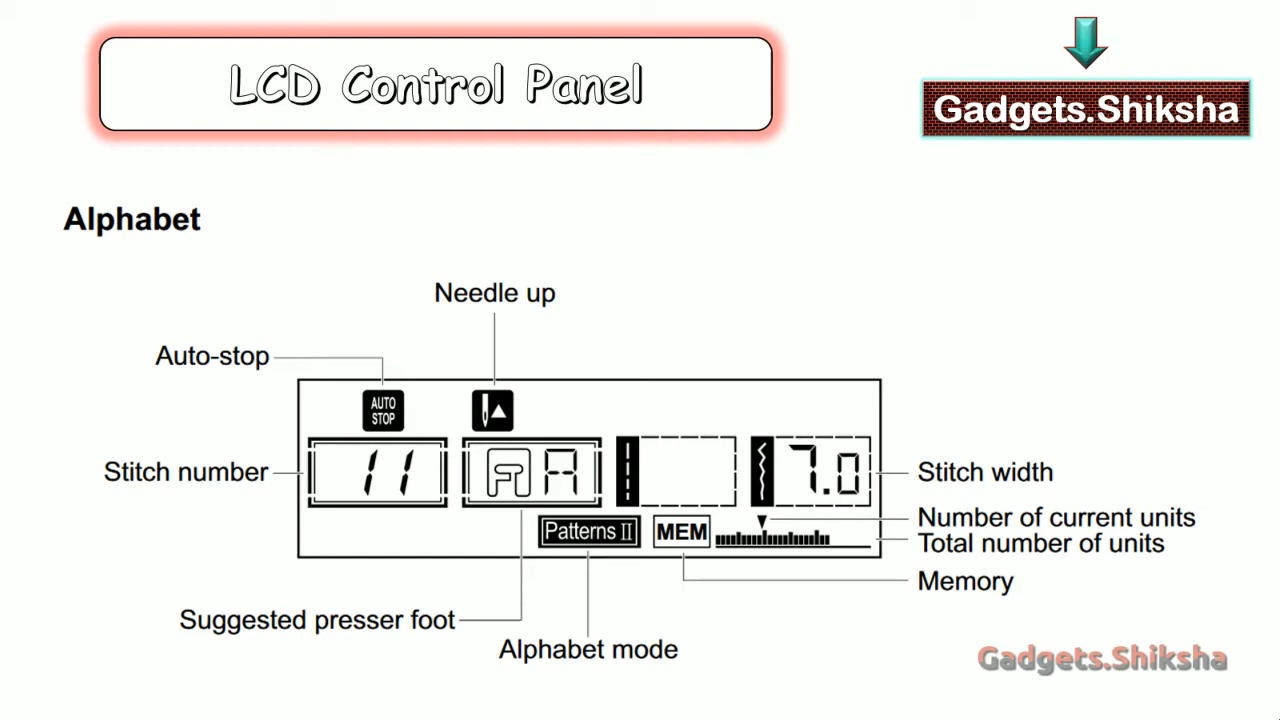 LCD Control Panel
Gadgets.Shiksha
Alphabet
Needle up
Auto-stop
AUTO
STOP
Stitch number
11
A
7.0
Stitch width
Patterns II
MEM
Number of current units
Total number of units
Memory
Suggested presser foot
Alphabet mode
Gadgets.Shiksha